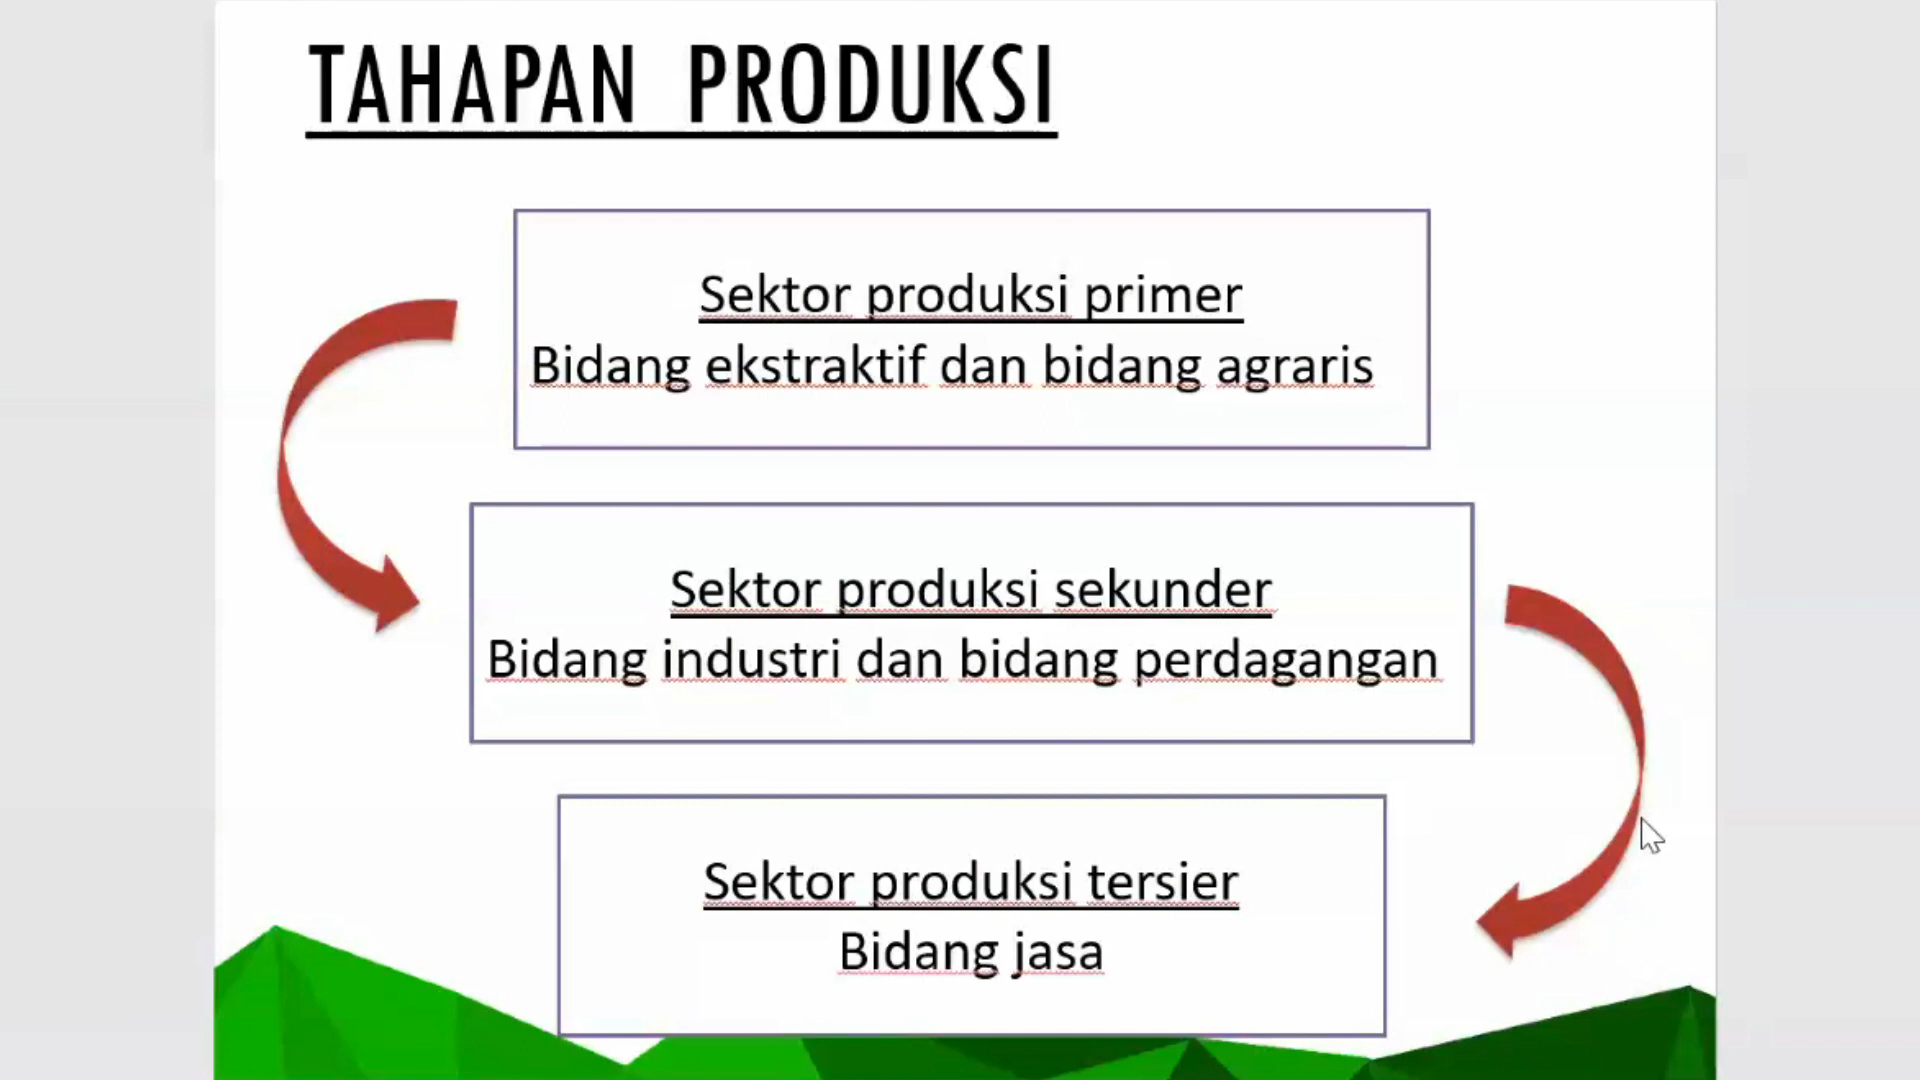 TAHAPAN PRODUKSI
Sektor produksi primer
Bidang ekstraktif dan bidang agraris
Sektor produksi sekunder
Bidang industri dan bidang perdagangan
Sektor produksi tersier
Bidang jasa